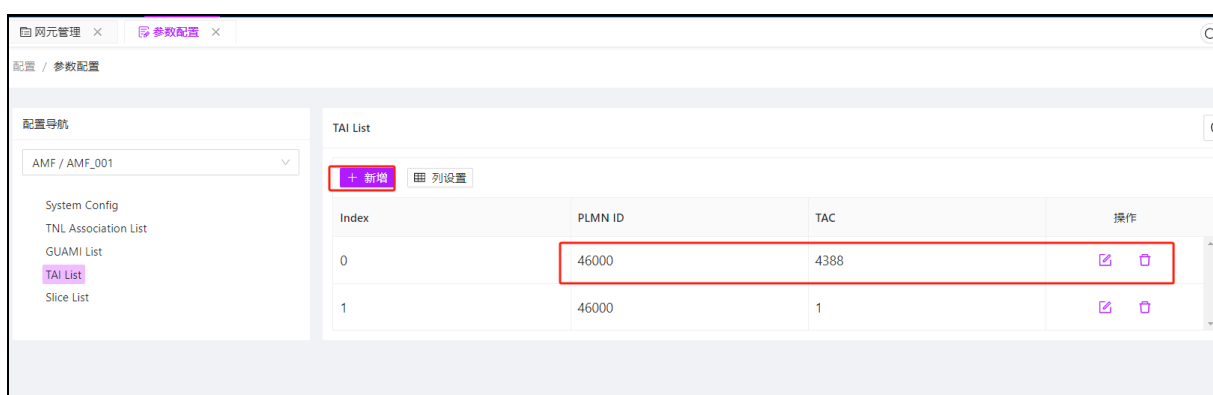 网元管理 参数配置
配置 / 参数配置
配置导航
AMF / AMF_001
System Config
TNL Association List
GUAMI List
TAI List
Slice List
TAI List
+ 新增 列设置
Index PLMN ID TAC 操作
0 46000 4388
1 46000 1